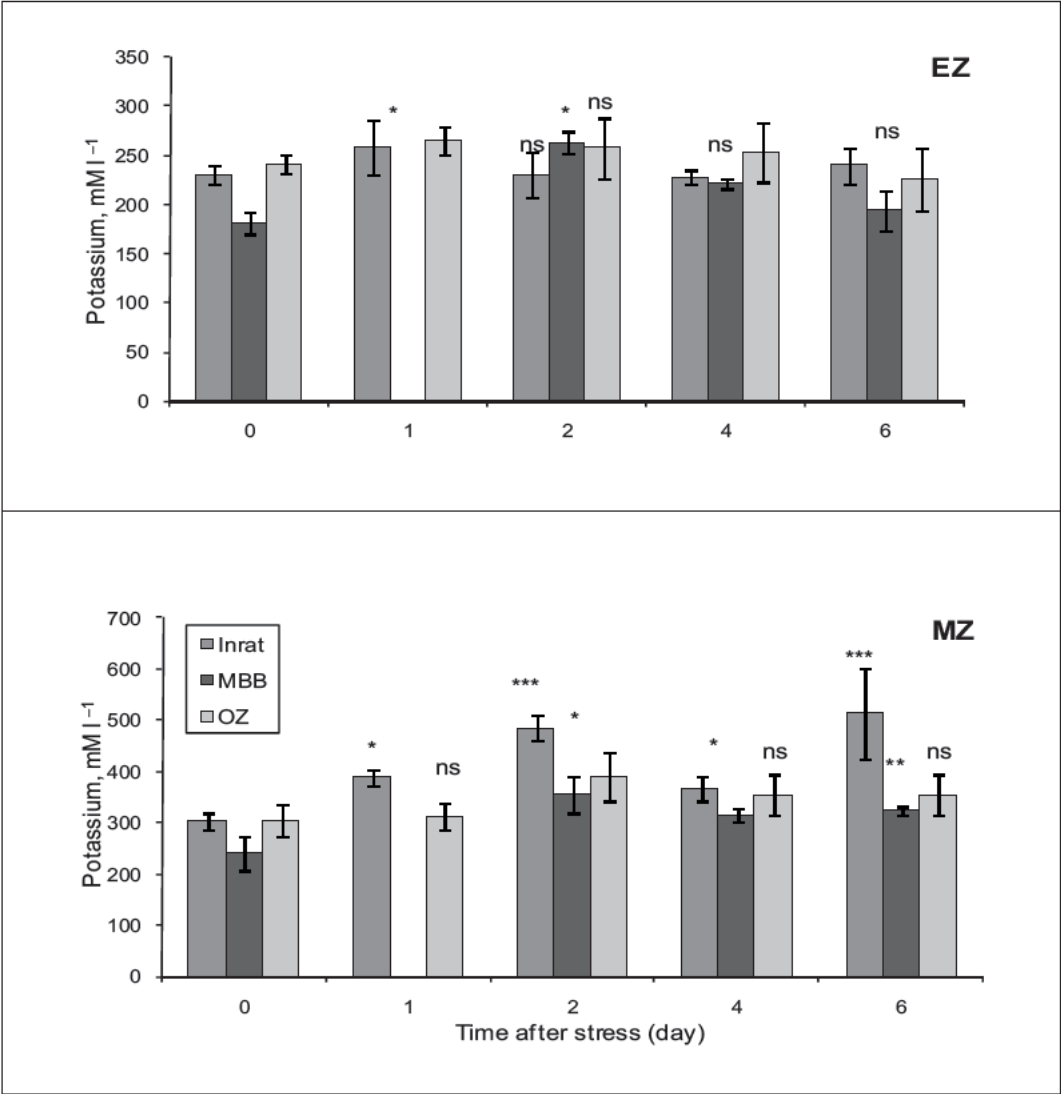 EZ
350
300
250
200
150
100
50
0
Potassium, mM l⁻¹
*
ns
*
ns
ns
ns
0 1 2 4 6
MZ
700
600
500
400
300
200
100
0
Potassium, mM l⁻¹
Inrat
MBB
OZ
*
ns
***
*
*
ns
***
**
ns
0 1 2 4 6
Time after stress (day)